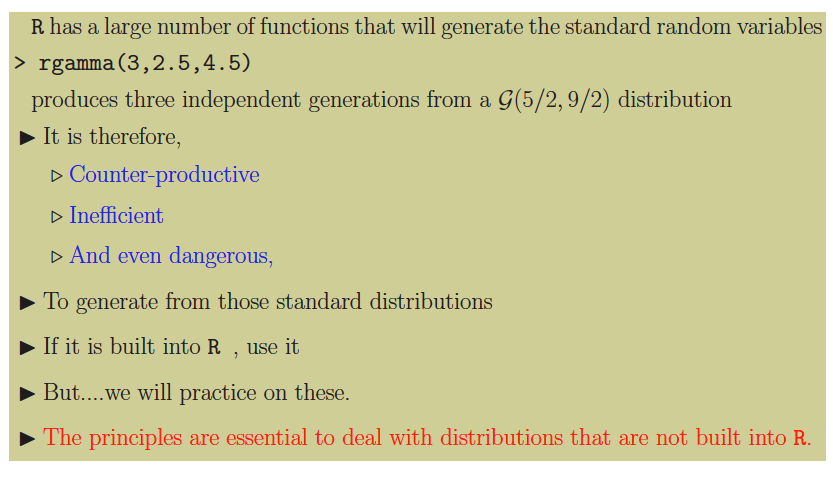 R has a large number of functions that will generate the standard random variables
> rgamma(3,2.5,4.5)
produces three independent generations from a 𝒢(5/2, 9/2) distribution
▶ It is therefore,
▷ Counter-productive
▷ Inefficient
▷ And even dangerous,
▶ To generate from those standard distributions
▶ If it is built into R , use it
▶ But....we will practice on these.
▶ The principles are essential to deal with distributions that are not built into R.